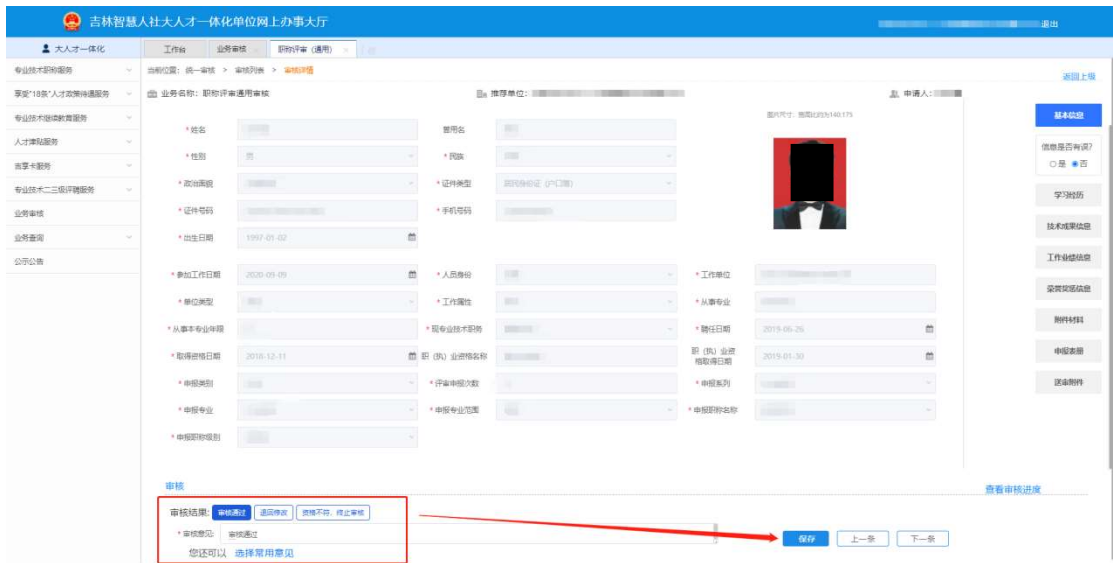 吉林智慧人社大人才一体化单位网上办事大厅 退出
大人才一体化 工作台 业务审核 职称评审（通用）
专业技术职称服务
享受"18条"人才政策待遇服务
专业技术继续教育服务
人才津贴服务
吉享卡服务
专业技术二三级评聘服务
业务审核
业务查询
公示公告
当前位置：统一审核 > 审核列表 > 审核详情 返回上级
业务名称：职称评审通用审核 推荐单位： 申请人：
* 姓名 曾用名
* 性别 男 * 民族
* 政治面貌 * 证件类型 居民身份证（户口簿）
* 证件号码 * 手机号码
* 出生日期 1997-01-02
* 参加工作日期 2020-09-09 * 人员身份 * 工作单位
* 单位类型 * 工作属性 * 从事专业
* 从事本专业年限 * 现专业技术职务 * 聘任日期 2019-06-26
* 取得资格日期 2018-12-11 职（执）业资格名称 职（执）业资格取得日期 2019-01-30
* 申报类别 * 评审申报次数 * 申报系列
* 申报专业 * 申报专业范围 * 申报职称名称
* 申报职称级别
基本信息
信息是否有误?
是 否
学习经历
技术成果信息
工作业绩信息
荣誉奖惩信息
附件材料
申报表册
送审附件
审核 查看审核进度
审核结果: 审核通过 退回修改 资格不符，终止审核
* 审核意见: 审核通过
您还可以 选择常用意见
保存 上一条 下一条